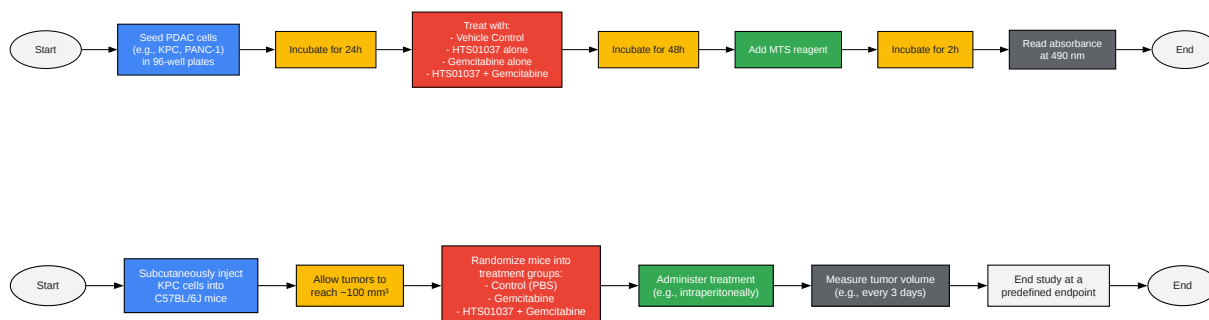 Start
Seed PDAC cells
(e.g., KPC, PANC-1)
in 96-well plates
Incubate for 24h
Treat with:
- Vehicle Control
- HTS01037 alone
- Gemcitabine alone
- HTS01037 + Gemcitabine
Incubate for 48h
Add MTS reagent
Incubate for 2h
Read absorbance
at 490 nm
End
Start
Subcutaneously inject
KPC cells into
C57BL/6J mice
Allow tumors to
reach ~100 mm³
Randomize mice into
treatment groups:
- Control (PBS)
- Gemcitabine
- HTS01037 + Gemcitabine
Administer treatment
(e.g., intraperitoneally)
Measure tumor volume
(e.g., every 3 days)
End study at a
predefined endpoint
End